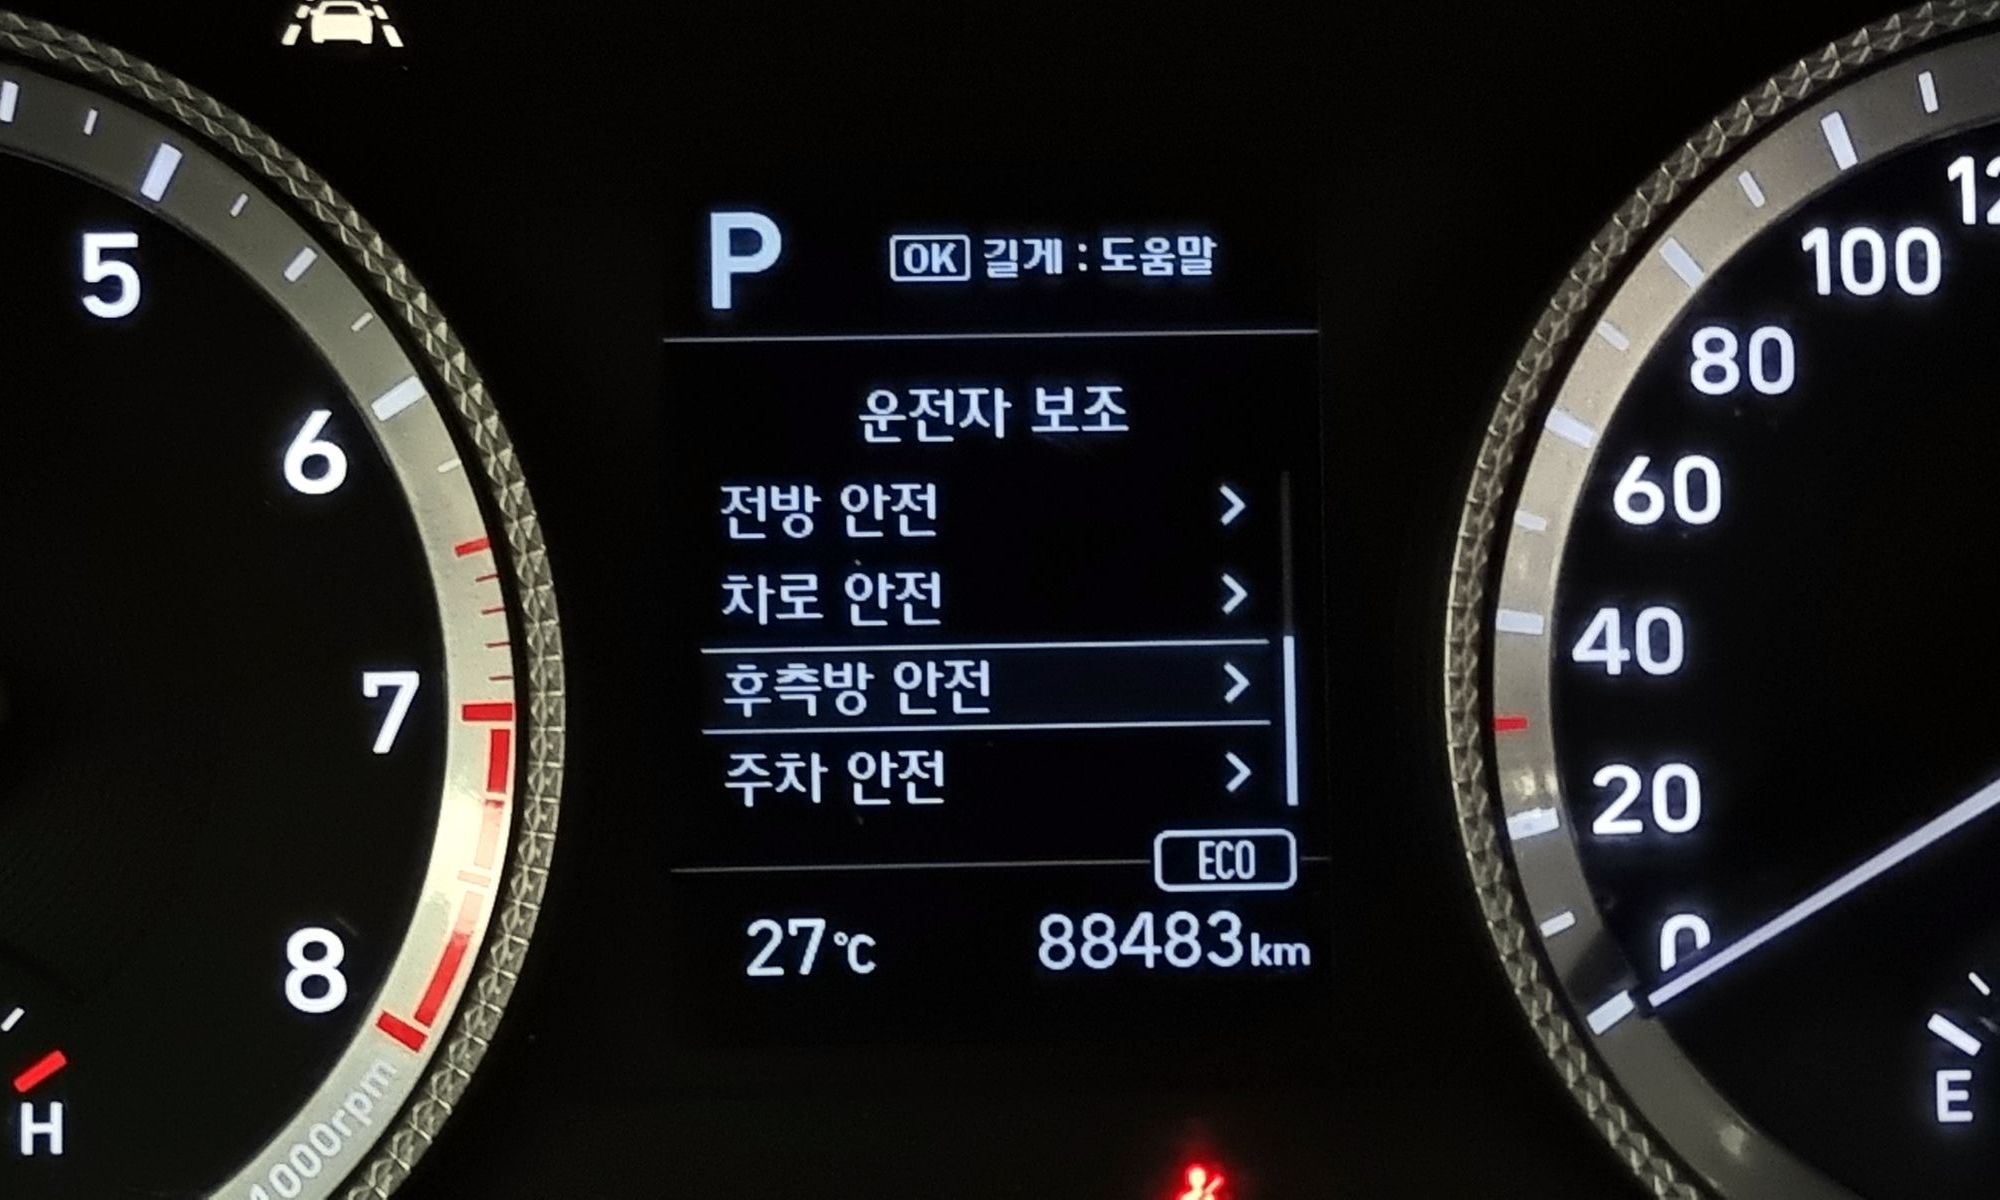 P
OK 길게 : 도움말
운전자 보조
전방 안전
차로 안전
후측방 안전
주차 안전
ECO
27℃ 88483km
5
6
7
8
H
1000rpm
100
80
60
40
20
0
E